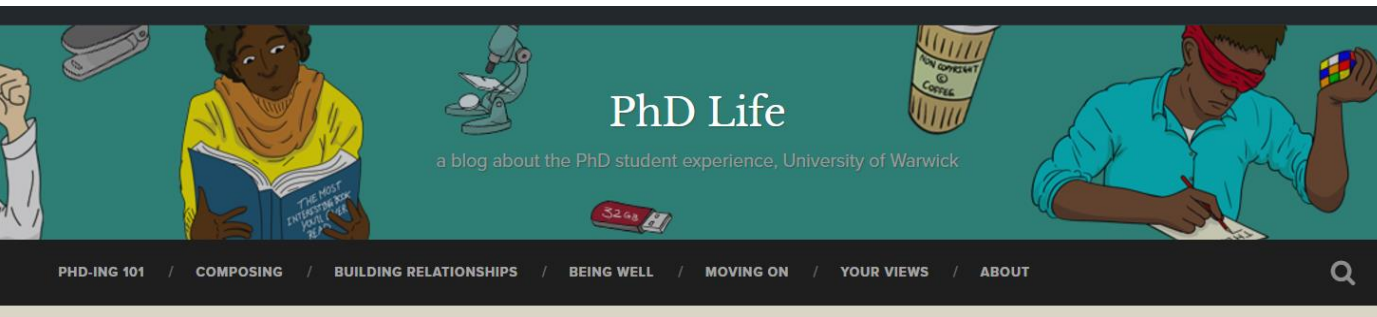 NON COPYRIGHT
©
COFFEE
PhD Life
a blog about the PhD student experience, University of Warwick
THE MOST
INTERESTING BOOK
YOU'LL EVER
READ
32GB
PHD-ING 101 / COMPOSING / BUILDING RELATIONSHIPS / BEING WELL / MOVING ON / YOUR VIEWS / ABOUT